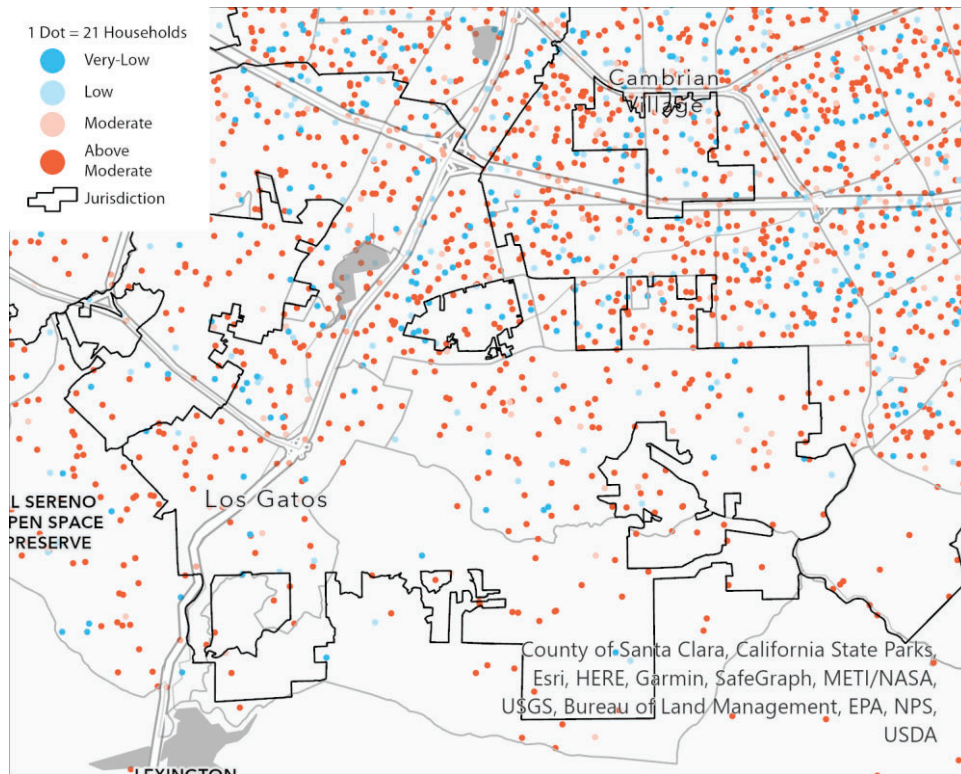 1 Dot = 21 Households
Very-Low
Low
Moderate
Above
Moderate
Jurisdiction
Cambrian
Village
Los Gatos
L SERENO
PEN SPACE
PRESERVE
County of Santa Clara, California State Parks,
Esri, HERE, Garmin, SafeGraph, METI/NASA,
USGS, Bureau of Land Management, EPA, NPS,
USDA
LEXINGTON